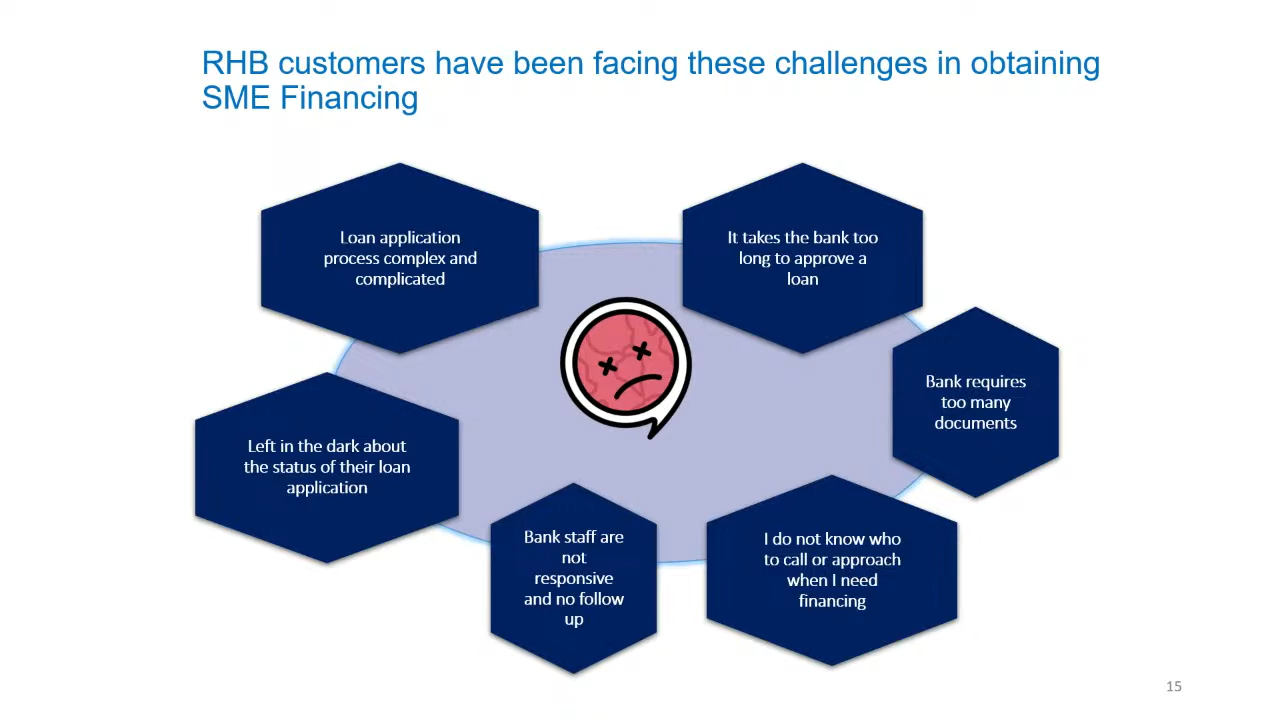 RHB customers have been facing these challenges in obtaining
SME Financing
Loan application
process complex and
complicated
It takes the bank too
long to approve a
loan
Bank requires
too many
documents
Left in the dark about
the status of their loan
application
Bank staff are
not
responsive
and no follow
up
I do not know who
to call or approach
when I need
financing
15